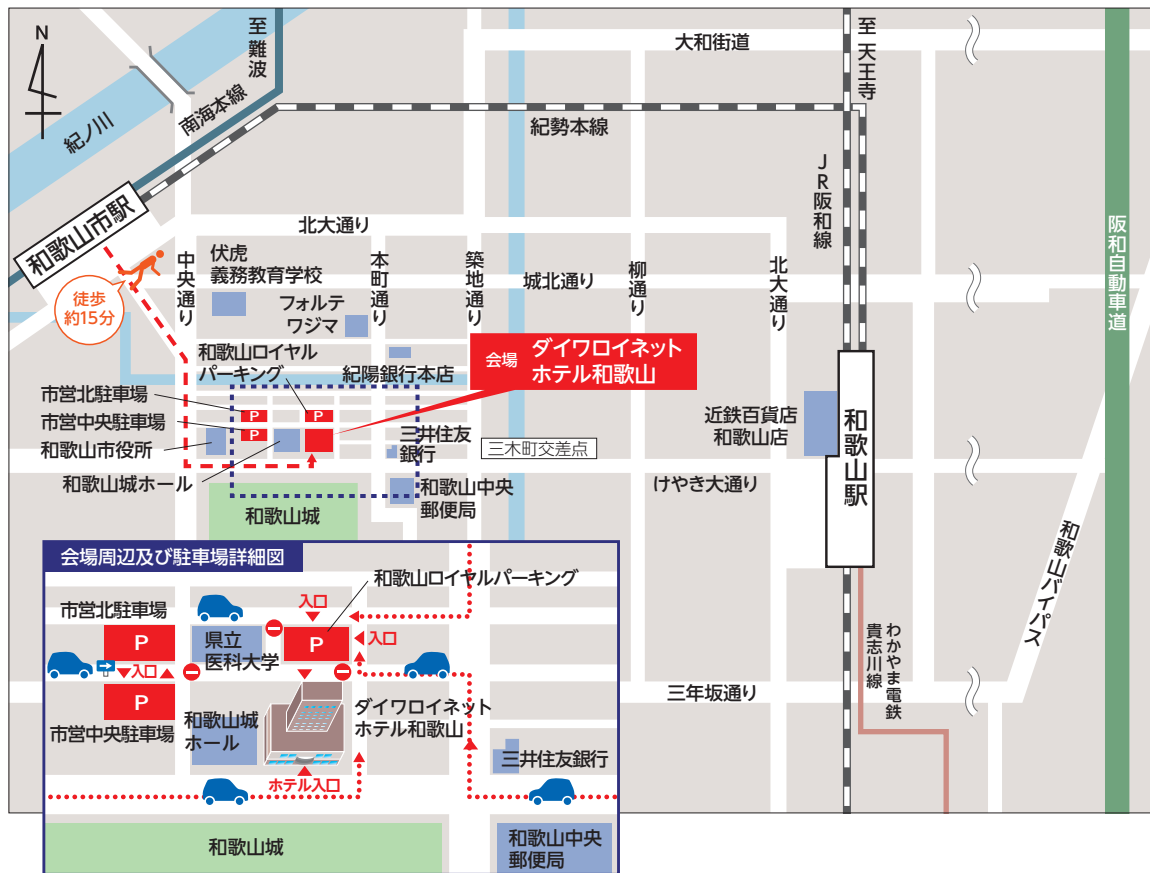 N
至 難波
至 天王寺
大和街道
紀ノ川
南海本線
紀勢本線
JR阪和線
和歌山市駅
北大通り
徒歩
約15分
中央通り
伏虎
義務教育学校
本町通り
築地通り
城北通り
柳通り
北大通り
阪和自動車道
フォルテ
ワジマ
和歌山ロイヤル
パーキング
紀陽銀行本店
会場
ダイワロイネット
ホテル和歌山
市営北駐車場
P
P
市営中央駐車場
P
和歌山市役所
三井住友
銀行
三木町交差点
近鉄百貨店
和歌山店
和歌山駅
和歌山城ホール
けやき大通り
和歌山中央
郵便局
和歌山城
和歌山バイパス
わかやま電鉄
貴志川線
三年坂通り
会場周辺及び駐車場詳細図
和歌山ロイヤルパーキング
市営北駐車場
入口
P
県立
医科大学
P
入口
入口
P
市営中央駐車場
和歌山城
ホール
ダイワロイネット
ホテル和歌山
三井住友銀行
ホテル入口
和歌山城
和歌山中央
郵便局